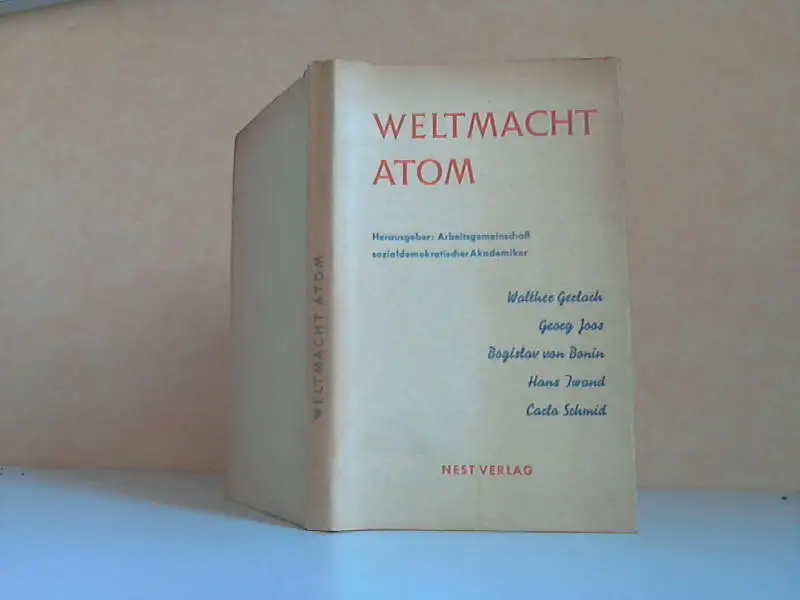 WELTMACHT
ATOM
Herausgeber: Arbeitsgemeinschaft
sozialdemokratischer Akademiker
Walther Gerlach
Georg Joos
Bogislav von Bonin
Hans Iwand
Carlo Schmid
NEST VERLAG
WELTMACHT ATOM